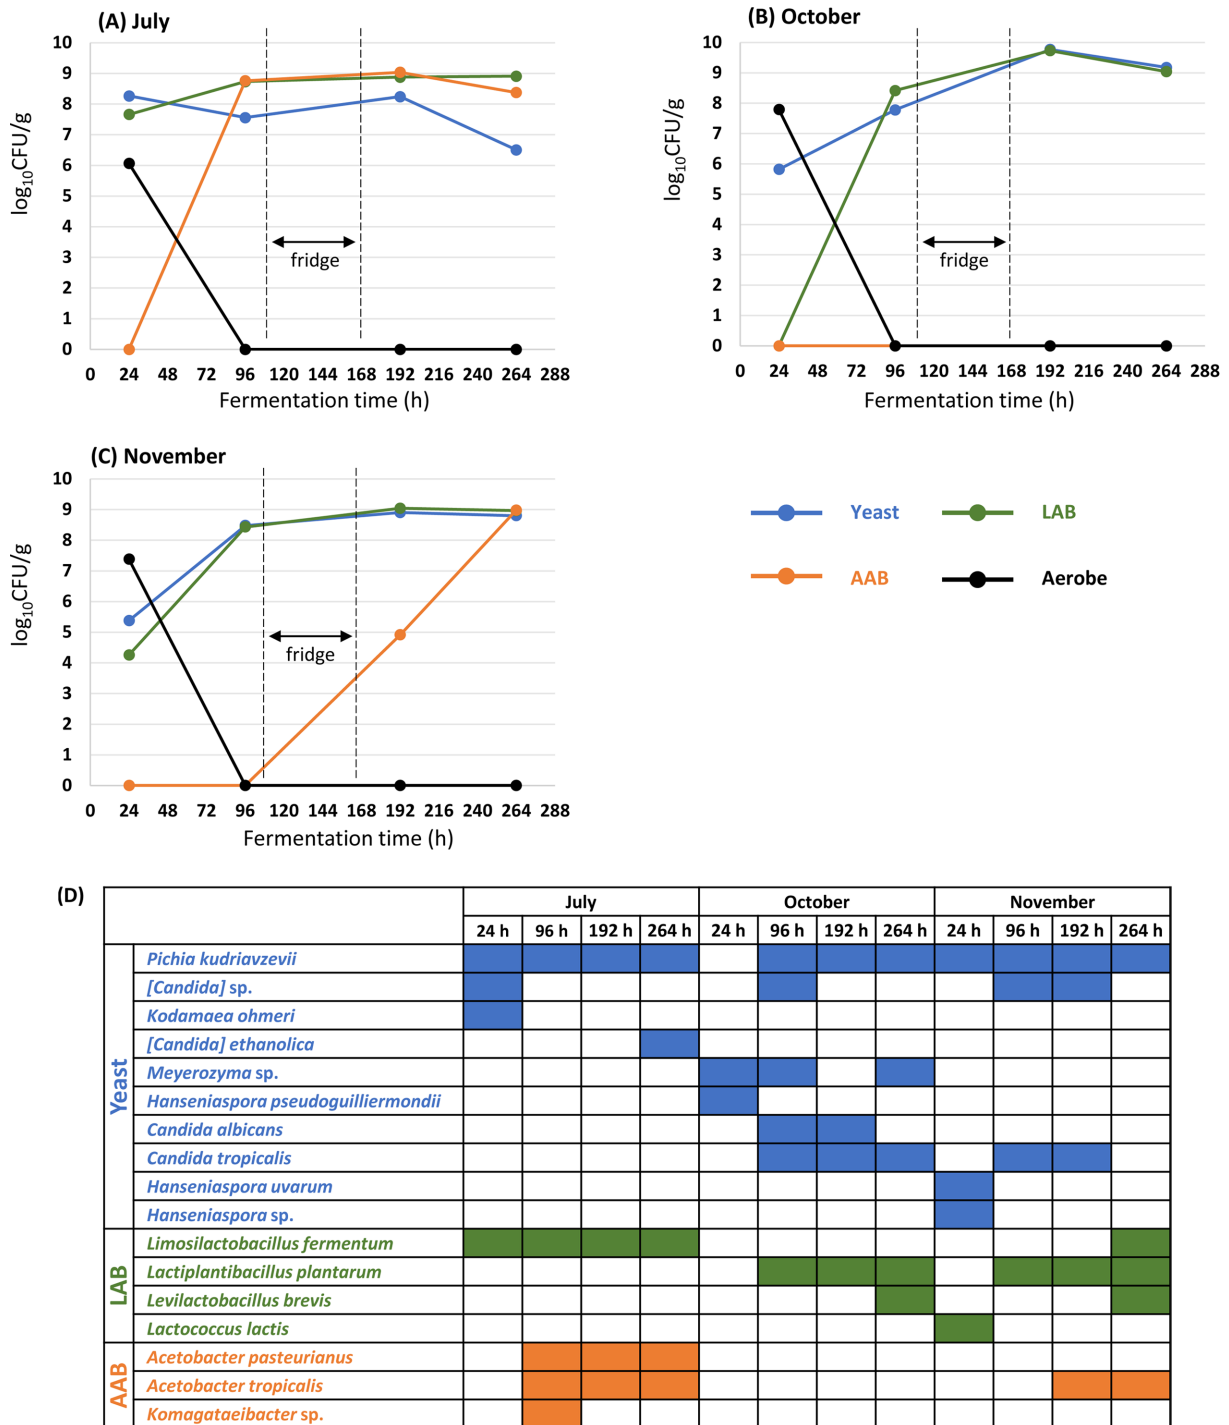 (A) July
10
9
8
7
6
5
4
3
2
1
0
log10CFU/g
fridge
0 24 48 72 96 120 144 168 192 216 240 264 288
Fermentation time (h)
(B) October
10
9
8
7
6
5
4
3
2
1
0
log10CFU/g
fridge
0 24 48 72 96 120 144 168 192 216 240 264 288
Fermentation time (h)
(C) November
10
9
8
7
6
5
4
3
2
1
0
log10CFU/g
fridge
0 24 48 72 96 120 144 168 192 216 240 264 288
Fermentation time (h)
Yeast LAB
AAB Aerobe
(D)
July October November
24 h 96 h 192 h 264 h 24 h 96 h 192 h 264 h 24 h 96 h 192 h 264 h
Yeast
Pichia kudriavzevii
[Candida] sp.
Kodamaea ohmeri
[Candida] ethanolica
Meyerozyma sp.
Hanseniaspora pseudoguilliermondii
Candida albicans
Candida tropicalis
Hanseniaspora uvarum
Hanseniaspora sp.
LAB
Limosilactobacillus fermentum
Lactiplantibacillus plantarum
Levilactobacillus brevis
Lactococcus lactis
AAB
Acetobacter pasteurianus
Acetobacter tropicalis
Komagataeibacter sp.